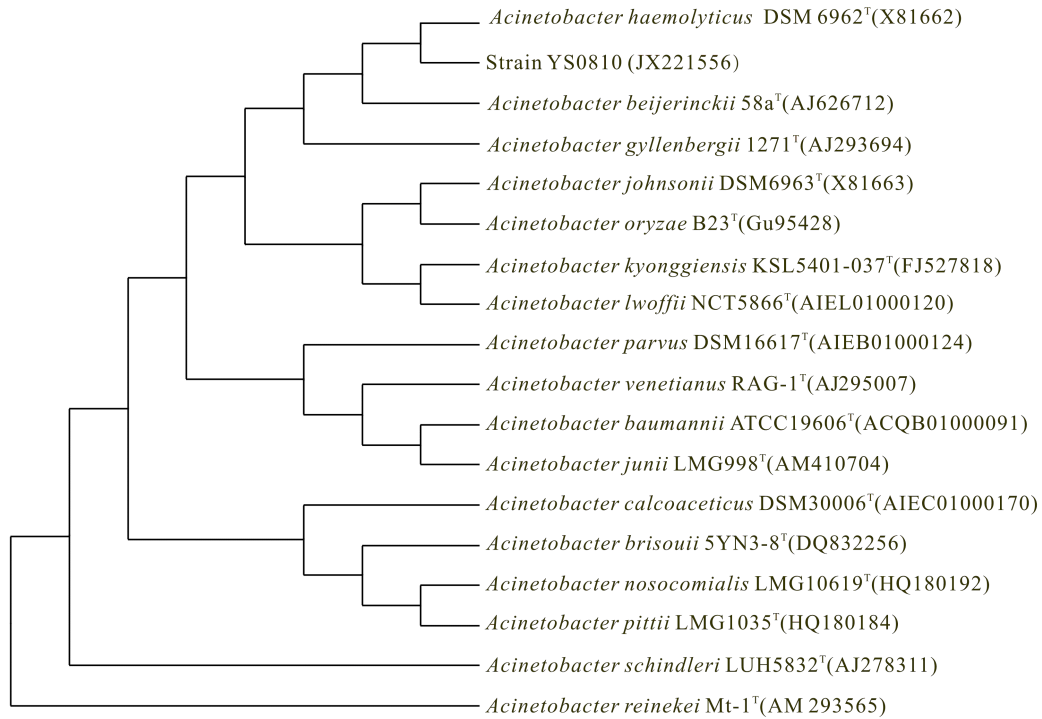 Acinetobacter haemolyticus DSM 6962ᵀ(X81662)
Strain YS0810 (JX221556)
Acinetobacter beijerinckii 58aᵀ(AJ626712)
Acinetobacter gyllenbergii 1271ᵀ(AJ293694)
Acinetobacter johnsonii DSM6963ᵀ(X81663)
Acinetobacter oryzae B23ᵀ(Gu95428)
Acinetobacter kyonggiensis KSL5401-037ᵀ(FJ527818)
Acinetobacter lwoffii NCT5866ᵀ(AIEL01000120)
Acinetobacter parvus DSM16617ᵀ(AIEB01000124)
Acinetobacter venetianus RAG-1ᵀ(AJ295007)
Acinetobacter baumannii ATCC19606ᵀ(ACQB01000091)
Acinetobacter junii LMG998ᵀ(AM410704)
Acinetobacter calcoaceticus DSM30006ᵀ(AIEC01000170)
Acinetobacter brisouii 5YN3-8ᵀ(DQ832256)
Acinetobacter nosocomialis LMG10619ᵀ(HQ180192)
Acinetobacter pittii LMG1035ᵀ(HQ180184)
Acinetobacter schindleri LUH5832ᵀ(AJ278311)
Acinetobacter reinekei Mt-1ᵀ(AM 293565)